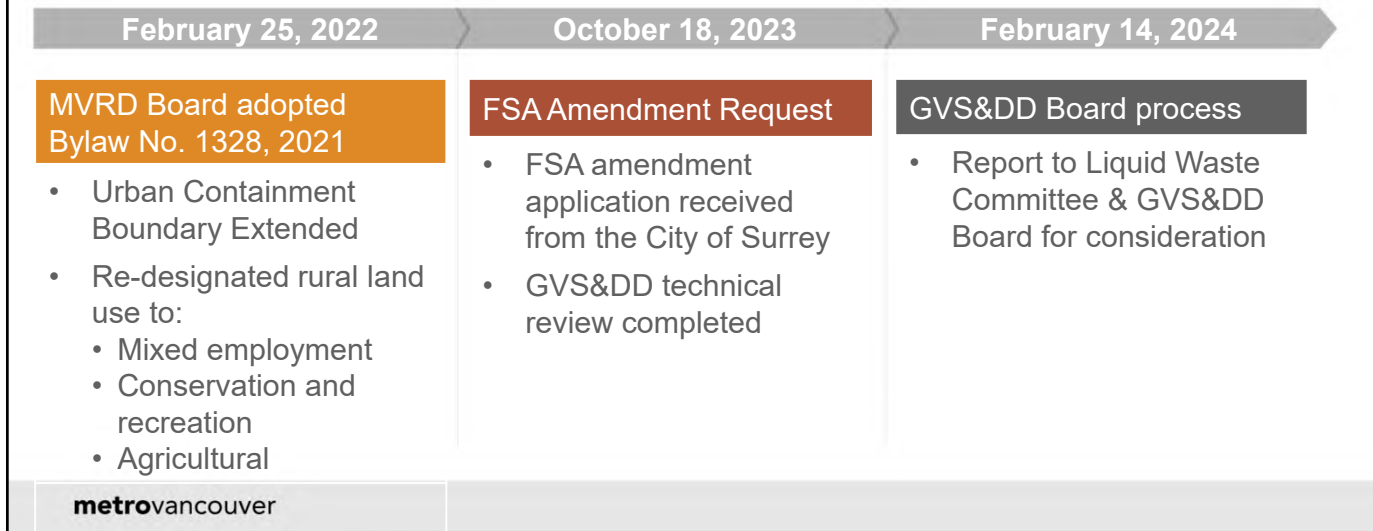 February 25, 2022
October 18, 2023
February 14, 2024
MVRD Board adopted
Bylaw No. 1328, 2021
• Urban Containment
Boundary Extended
• Re-designated rural land
use to:
• Mixed employment
• Conservation and
recreation
• Agricultural
FSA Amendment Request
• FSA amendment
application received
from the City of Surrey
• GVS&DD technical
review completed
GVS&DD Board process
• Report to Liquid Waste
Committee & GVS&DD
Board for consideration
metrovancouver